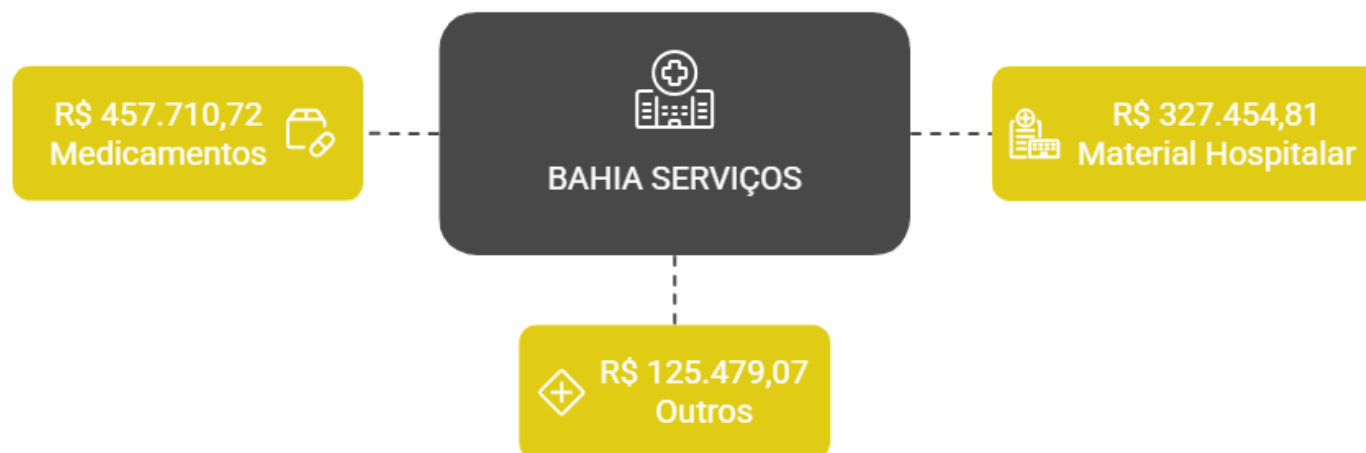 R$ 457.710,72
Medicamentos
BAHIA SERVIÇOS
R$ 327.454,81
Material Hospitalar
R$ 125.479,07
Outros